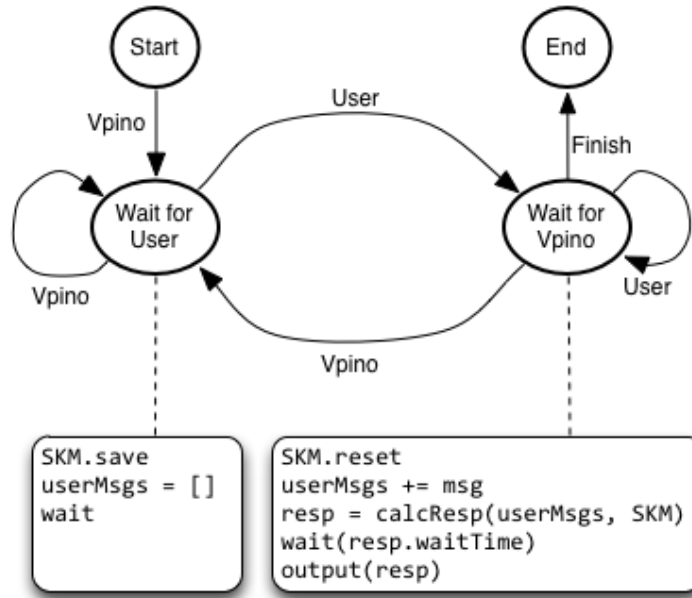 Start
End
Vpino
User
Finish
Wait for
User
Wait for
Vpino
Vpino
User
Vpino
SKM.save
userMsgs = []
wait
SKM.reset
userMsgs += msg
resp = calcResp(userMsgs, SKM)
wait(resp.waitTime)
output(resp)